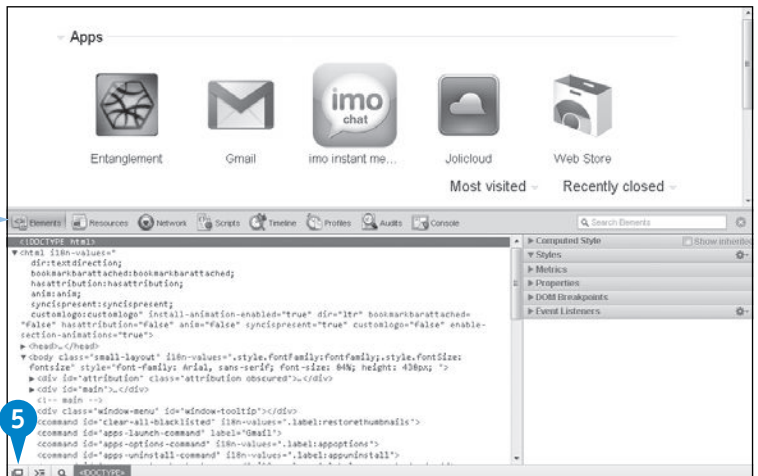 Apps
imo
chat
Entanglement Gmail imo instant me... Jolicloud Web Store
Most visited Recently closed
Elements Resources Network Scripts Timeline Profiles Audits Console Search Elements
<!DOCTYPE html>
<html i18n-values="
dir:textdirection;
bookmarkbarattached:bookmarkbarattached;
hasattribution:hasattribution;
anim:anim;
syncispresent:syncispresent;
customlogo:customlogo" install-animation-enabled="true" dir="ltr" bookmarkbarattached=
"false" hasattribution="false" anim="false" syncispresent="true" customlogo="false" enable-
section-animations="true">
<head>…</head>
<body class="small-layout" i18n-values=".style.fontFamily:fontfamily;.style.fontSize:
fontsize" style="font-family: Arial, sans-serif; font-size: 84%; height: 438px; ">
<div id="attribution" class="attribution obscured">…</div>
<div id="main">…</div>
<!-- main -->
<div class="window-menu" id="window-tooltip"></div>
<command id="clear-all-blacklisted" i18n-values=".label:restorethumbnails">
<command id="apps-launch-command" label="Gmail">
<command id="apps-options-command" i18n-values=".label:appoptions">
<command id="apps-uninstall-command" i18n-values=".label:appuninstall">
Computed Style Show inherited
Styles
Metrics
Properties
DOM Breakpoints
Event Listeners
5
<!DOCTYPE>